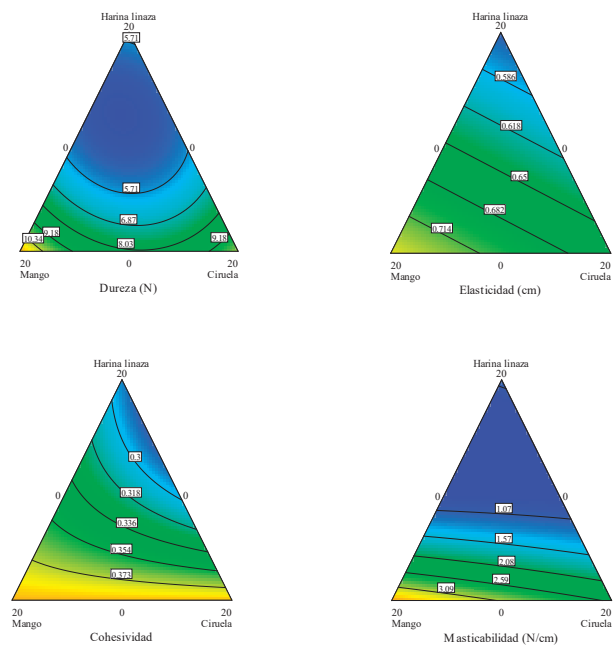 Harina linaza
20
5.71
0
0
5.71
6.87
9.18
10.34
8.03
9.18
20
0
20
Mango
Ciruela
Dureza (N)
Harina linaza
20
0.586
0.618
0
0
0.65
0.682
0.714
20
0
20
Mango
Ciruela
Elasticidad (cm)
Harina linaza
20
0.3
0.318
0
0
0.336
0.354
0.373
20
0
20
Mango
Ciruela
Cohesividad
Harina linaza
20
0
0
1.07
1.57
2.08
2.59
3.09
20
0
20
Mango
Ciruela
Masticabilidad (N/cm)